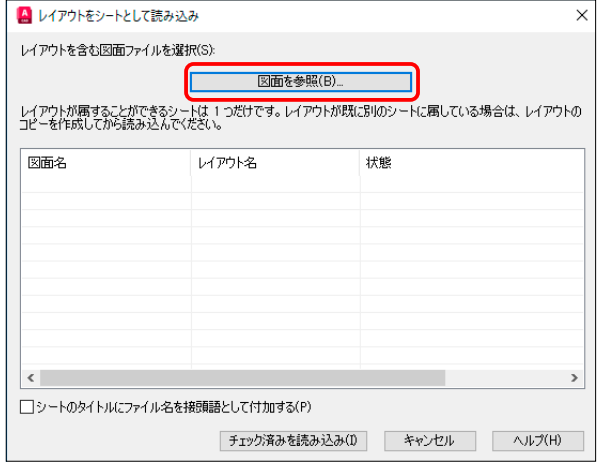 レイアウトをシートとして読み込み
レイアウトを含む図面ファイルを選択(S):
図面を参照(B)...
レイアウトが属することができるシートは 1 つだけです。レイアウトが既に別のシートに属している場合は、レイアウトの
コピーを作成してから読み込んでください。
図面名 レイアウト名 状態
シートのタイトルにファイル名を接頭語として付加する(P)
チェック済みを読み込み(I) キャンセル ヘルプ(H)